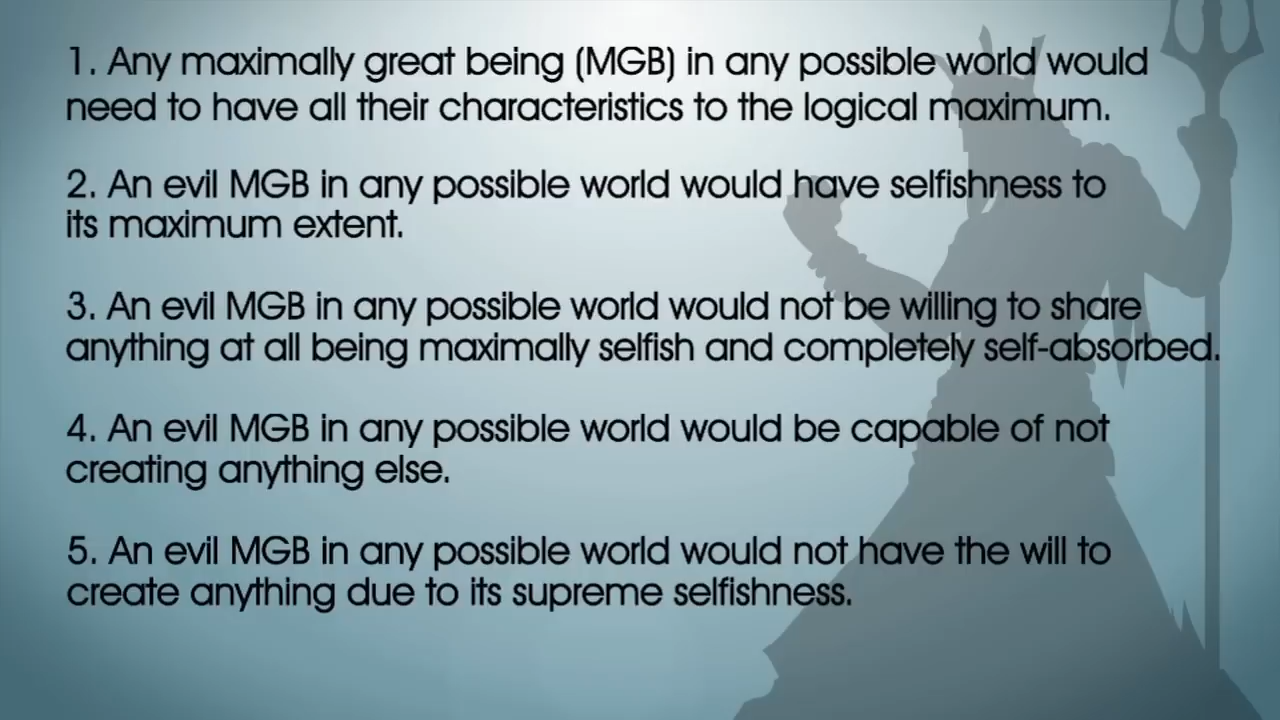 1. Any maximally great being (MGB) in any possible world would
need to have all their characteristics to the logical maximum.
2. An evil MGB in any possible world would have selfishness to
its maximum extent.
3. An evil MGB in any possible world would not be willing to share
anything at all being maximally selfish and completely self-absorbed.
4. An evil MGB in any possible world would be capable of not
creating anything else.
5. An evil MGB in any possible world would not have the will to
create anything due to its supreme selfishness.